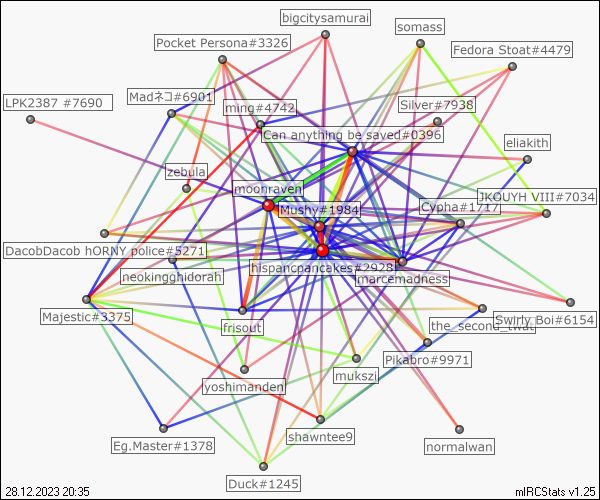 bigcitysamurai
somass
Pocket Persona#3326
Fedora Stoat#4479
Madネコ#6901
LPK2387 #7690
ming#4742
Silver#7938
Can anything be saved#0396
eliakith
zebula
moonraven
JKOUYH VIII#7034
Mushy#1984
Cypha#1717
DacobDacob hORNY police#5271
neokingghidorah
hispancpancakes#2928
marcemadness
Majestic#3375
frisout
the_second_twat
Swirly Boi#6154
Pikabro#9971
mukszi
yoshimanden
Eg.Master#1378
shawntee9
normalwan
Duck#1245
28.12.2023 20:35
mIRCStats v1.25